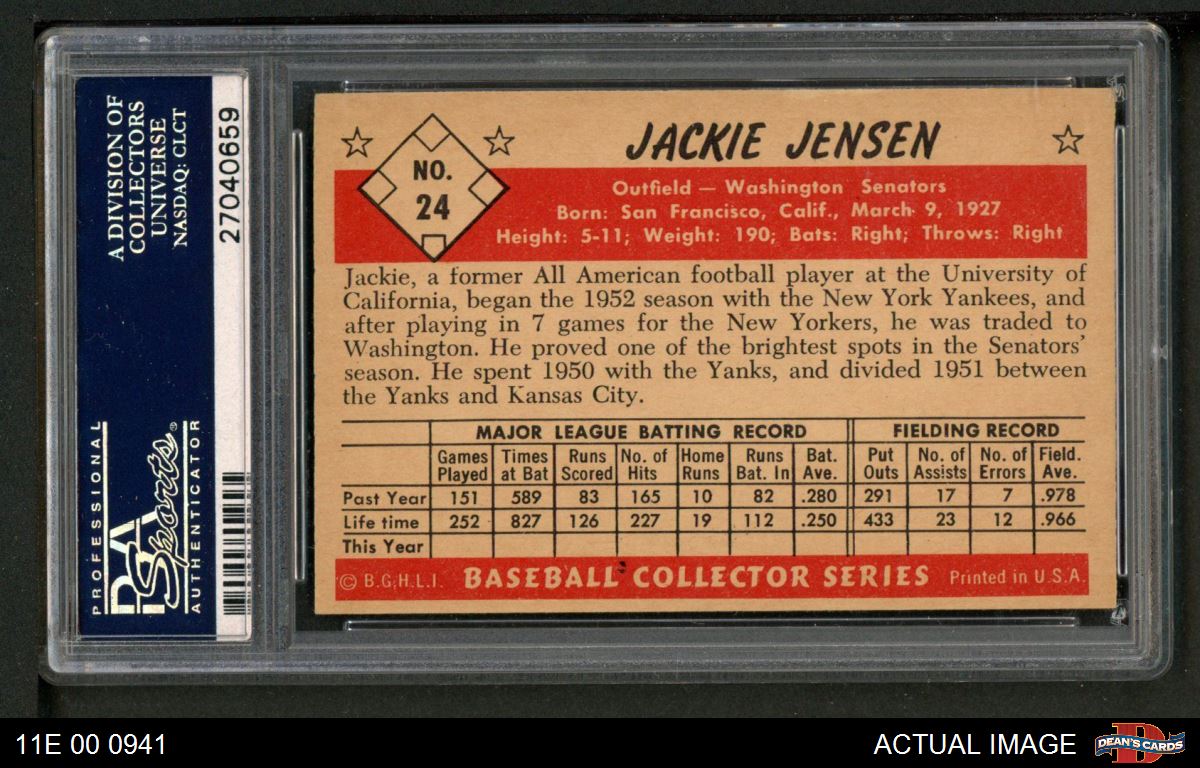 A DIVISION OF
COLLECTORS
UNIVERSE
NASDAQ: CLCT
27040659
PROFESSIONAL
PSA
Sports®
AUTHENTICATOR
NO.
24
JACKIE JENSEN
Outfield — Washington Senators
Born: San Francisco, Calif., March 9, 1927
Height: 5-11; Weight: 190; Bats: Right; Throws: Right
Jackie, a former All American football player at the University of
California, began the 1952 season with the New York Yankees, and
after playing in 7 games for the New Yorkers, he was traded to
Washington. He proved one of the brightest spots in the Senators'
season. He spent 1950 with the Yanks, and divided 1951 between
the Yanks and Kansas City.
MAJOR LEAGUE BATTING RECORD FIELDING RECORD
Games Times Runs No. of Home Runs Bat. Put No. of No. of Field.
Played at Bat Scored Hits Runs Bat. In Ave. Outs Assists Errors Ave.
Past Year 151 589 83 165 10 82 .280 291 17 7 .978
Life time 252 827 126 227 19 112 .250 433 23 12 .966
This Year
© B.G.H.L.I. BASEBALL COLLECTOR SERIES Printed in U.S.A.
11E 00 0941 ACTUAL IMAGE
D
DEAN'S CARDS